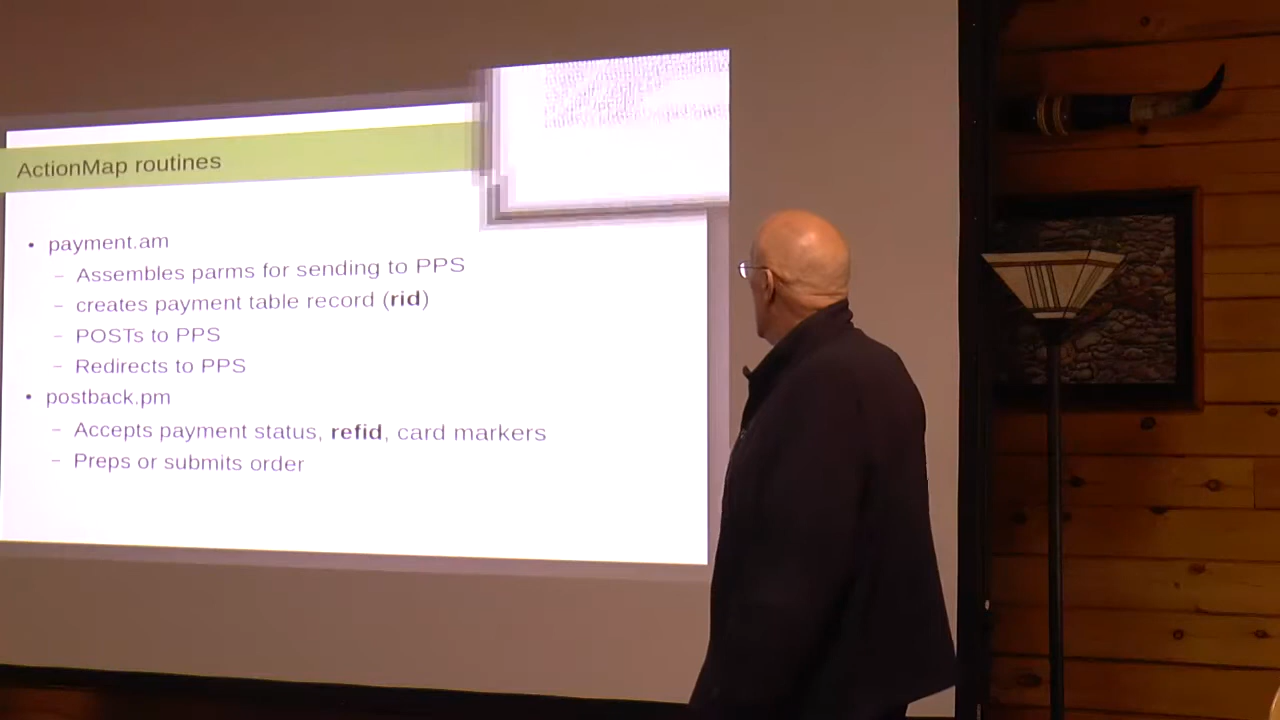 ActionMap routines
• payment.am
– Assembles parms for sending to PPS
– creates payment table record (rid)
– POSTs to PPS
– Redirects to PPS
• postback.pm
– Accepts payment status, refid, card markers
– Preps or submits order